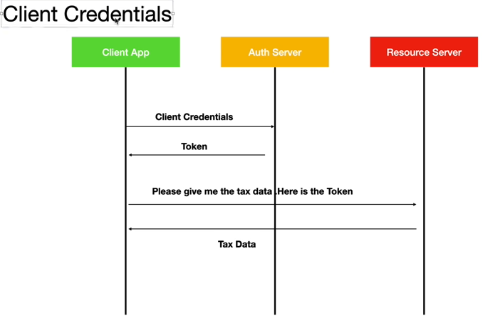 Client Credentials
Client App
Auth Server
Resource Server
Client Credentials
Token
Please give me the tax data .Here is the Token
Tax Data